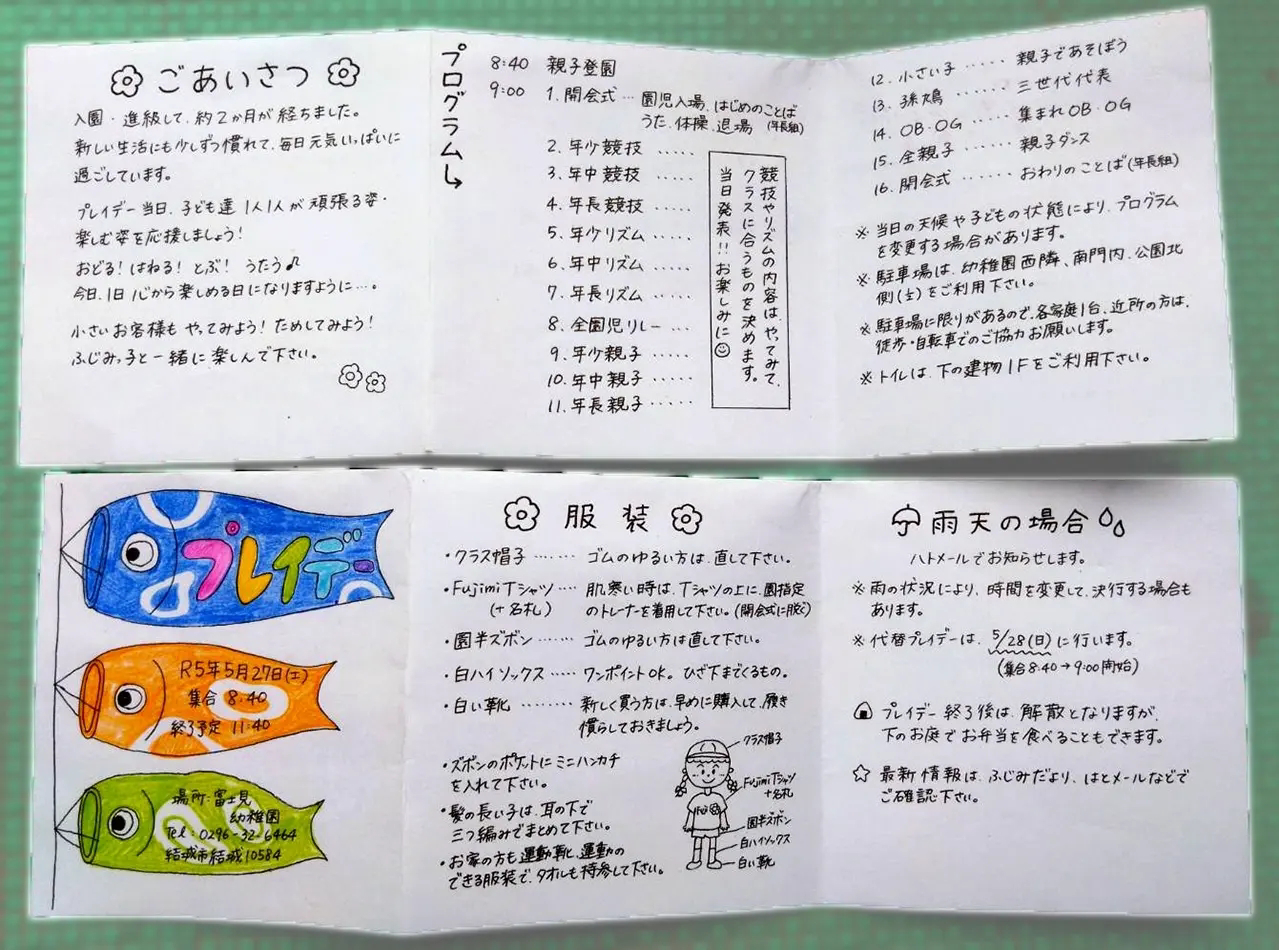 ごあいさつ
入園・進級して、約2か月が経ちました。
新しい生活にも少しずつ慣れて、毎日元気いっぱいに
過ごしています。
プレイデー当日、子ども達1人1人が頑張る姿・
楽しむ姿を応援しましょう!
おどる!はねる!とぶ!うたう♪
今日、1日心から楽しめる日になりますように…。
小さいお客様もやってみよう!ためしてみよう!
ふじみっ子と一緒に楽しんで下さい。
プログラム
8:40 親子登園
9:00 1.開会式…園児入場、はじめのことば
うた、体操、退場(年長組)
2.年少競技……
3.年中競技……
4.年長競技……
5.年少リズム……
6.年中リズム……
7.年長リズム……
8.全園児リレー…
9.年少親子……
10.年中親子……
11.年長親子……
競技やリズムの内容は、やってみて、
クラスに合うものを決めます。
当日発表!!お楽しみに☺
12.小さい子……親子であそぼう
13.孫……三世代代表
14.OB・OG……集まれOB・OG
15.全親子……親子ダンス
16.閉会式……おわりのことば(年長組)
※当日の天候や子どもの状態により、プログラム
を変更する場合があります。
※駐車場は、幼稚園西隣、南門内、公園北
側(土)をご利用下さい。
※駐車場に限りがあるので、各家庭1台、近所の方は、
徒歩・自転車でのご協力お願いします。
※トイレは、下の建物1Fをご利用下さい。
プレイデー
R5年5月27日(土)
集合 8:40
終了予定 11:40
場所:富士見
幼稚園
Tel:0296-32-6464
結城市結城10584
服装
・クラス帽子……ゴムのゆるい方は、直して下さい。
・FujimiTシャツ…肌寒い時は、Tシャツの上に、園指定
(+名札) のトレーナーを着用して下さい。(開会式に脱ぐ)
・園半ズボン……ゴムのゆるい方は直して下さい。
・白ハイソックス……ワンポイントOK。ひざ下までくるもの。
・白い靴……新しく買う方は、早めに購入して、履き
慣らしておきましょう。
・ズボンのポケットにミニハンカチ
を入れて下さい。
・髪の長い子は、耳の下で
三つ編みでまとめて下さい。
・お家の方も運動靴、運動の
できる服装で、タオルも持参して下さい。
クラス帽子
FujimiTシャツ
+名札
園半ズボン
白ハイソックス
白い靴
雨天の場合
ハトメールでお知らせします。
※雨の状況により、時間を変更して、決行する場合も
あります。
※代替プレイデーは、5/28(日)に行います。
(集合8:40→9:00開始)
プレイデー終了後は、解散となりますが、
下のお庭でお弁当を食べることもできます。
☆最新情報は、ふじみだより、はとメールなどで
ご確認下さい。